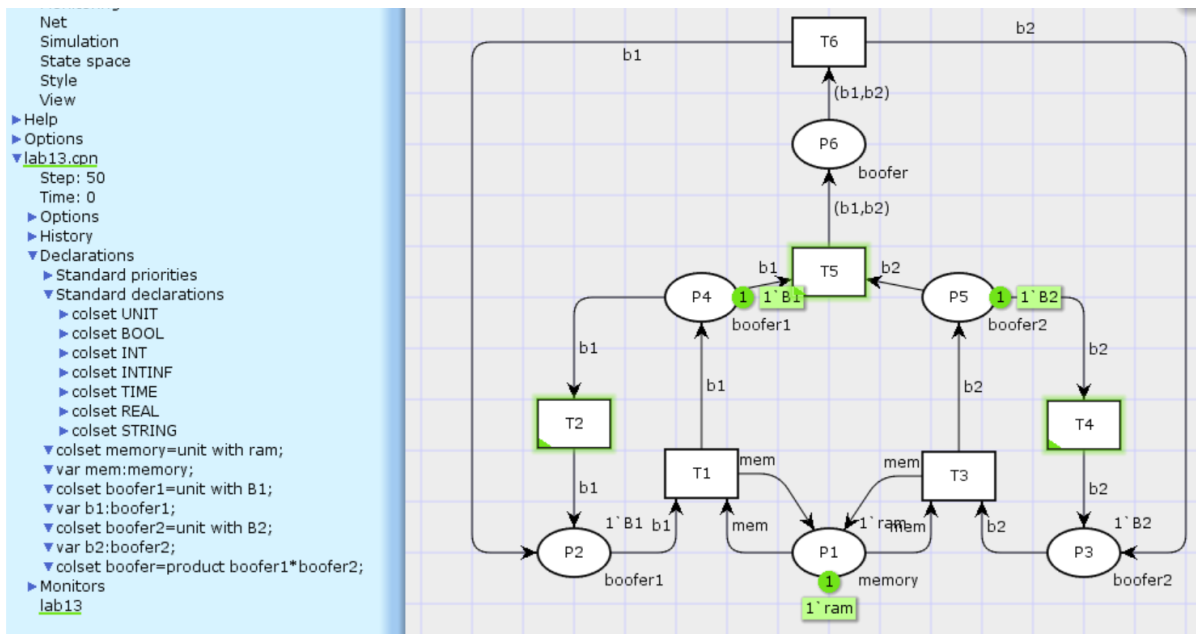 Net
Simulation
State space
Style
View
Help
Options
lab13.cpn
Step: 50
Time: 0
Options
History
Declarations
Standard priorities
Standard declarations
colset UNIT
colset BOOL
colset INT
colset INTINF
colset TIME
colset REAL
colset STRING
colset memory=unit with ram;
var mem:memory;
colset boofer1=unit with B1;
var b1:boofer1;
colset boofer2=unit with B2;
var b2:boofer2;
colset boofer=product boofer1*boofer2;
Monitors
lab13
T6
b1
b2
(b1,b2)
P6
boofer
(b1,b2)
T5
b1
b2
P4
1
1`B1
boofer1
P5
1
1`B2
boofer2
b1
b2
b1
b2
T2
T4
T1
mem
mem
T3
b1
b2
1`B1
b1
mem
1`ram
mem
b2
1`B2
P2
boofer1
P1
memory
P3
boofer2
1
1`ram